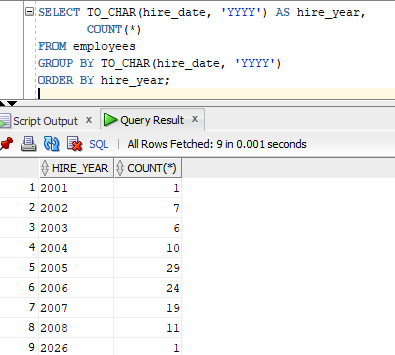 SELECT TO_CHAR(hire_date, 'YYYY') AS hire_year,
COUNT(*)
FROM employees
GROUP BY TO_CHAR(hire_date, 'YYYY')
ORDER BY hire_year;
Script Output x Query Result x
SQL | All Rows Fetched: 9 in 0.001 seconds
HIRE_YEAR COUNT(*)
1 2001 1
2 2002 7
3 2003 6
4 2004 10
5 2005 29
6 2006 24
7 2007 19
8 2008 11
9 2026 1